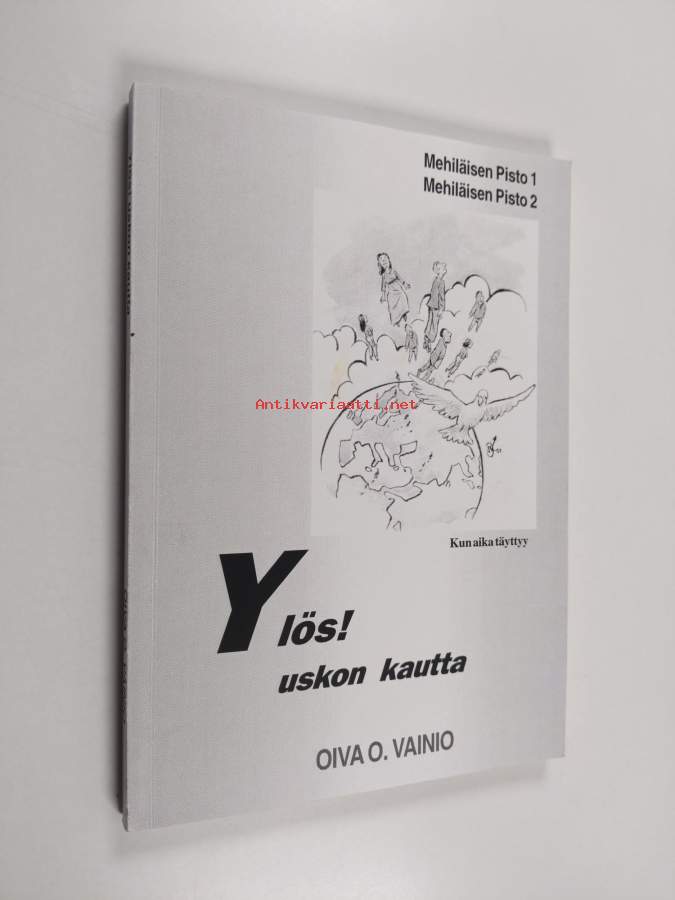 Mehiläisen Pisto 1
Mehiläisen Pisto 2
Antikvariaatti.net
Kun aika täyttyy
Ylös!
uskon kautta
OIVA O. VAINIO